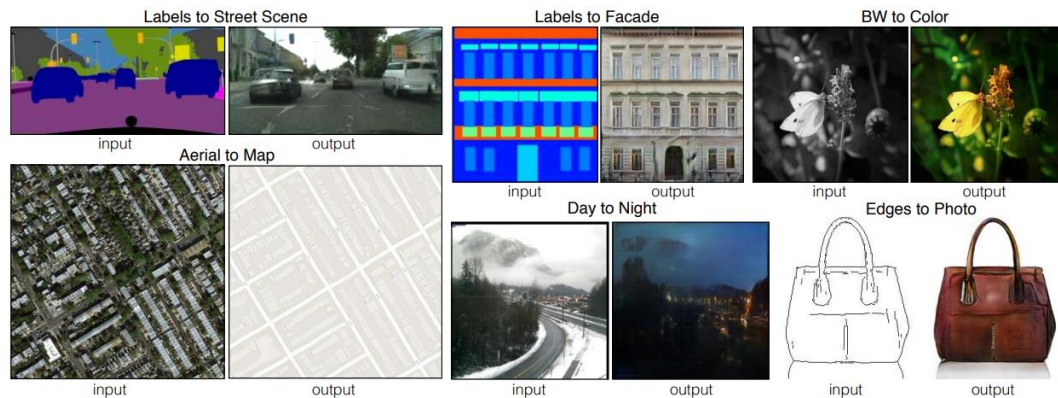 Labels to Street Scene
input
output
Aerial to Map
input
output
Labels to Facade
input
output
BW to Color
input
output
Day to Night
input
output
Edges to Photo
input
output